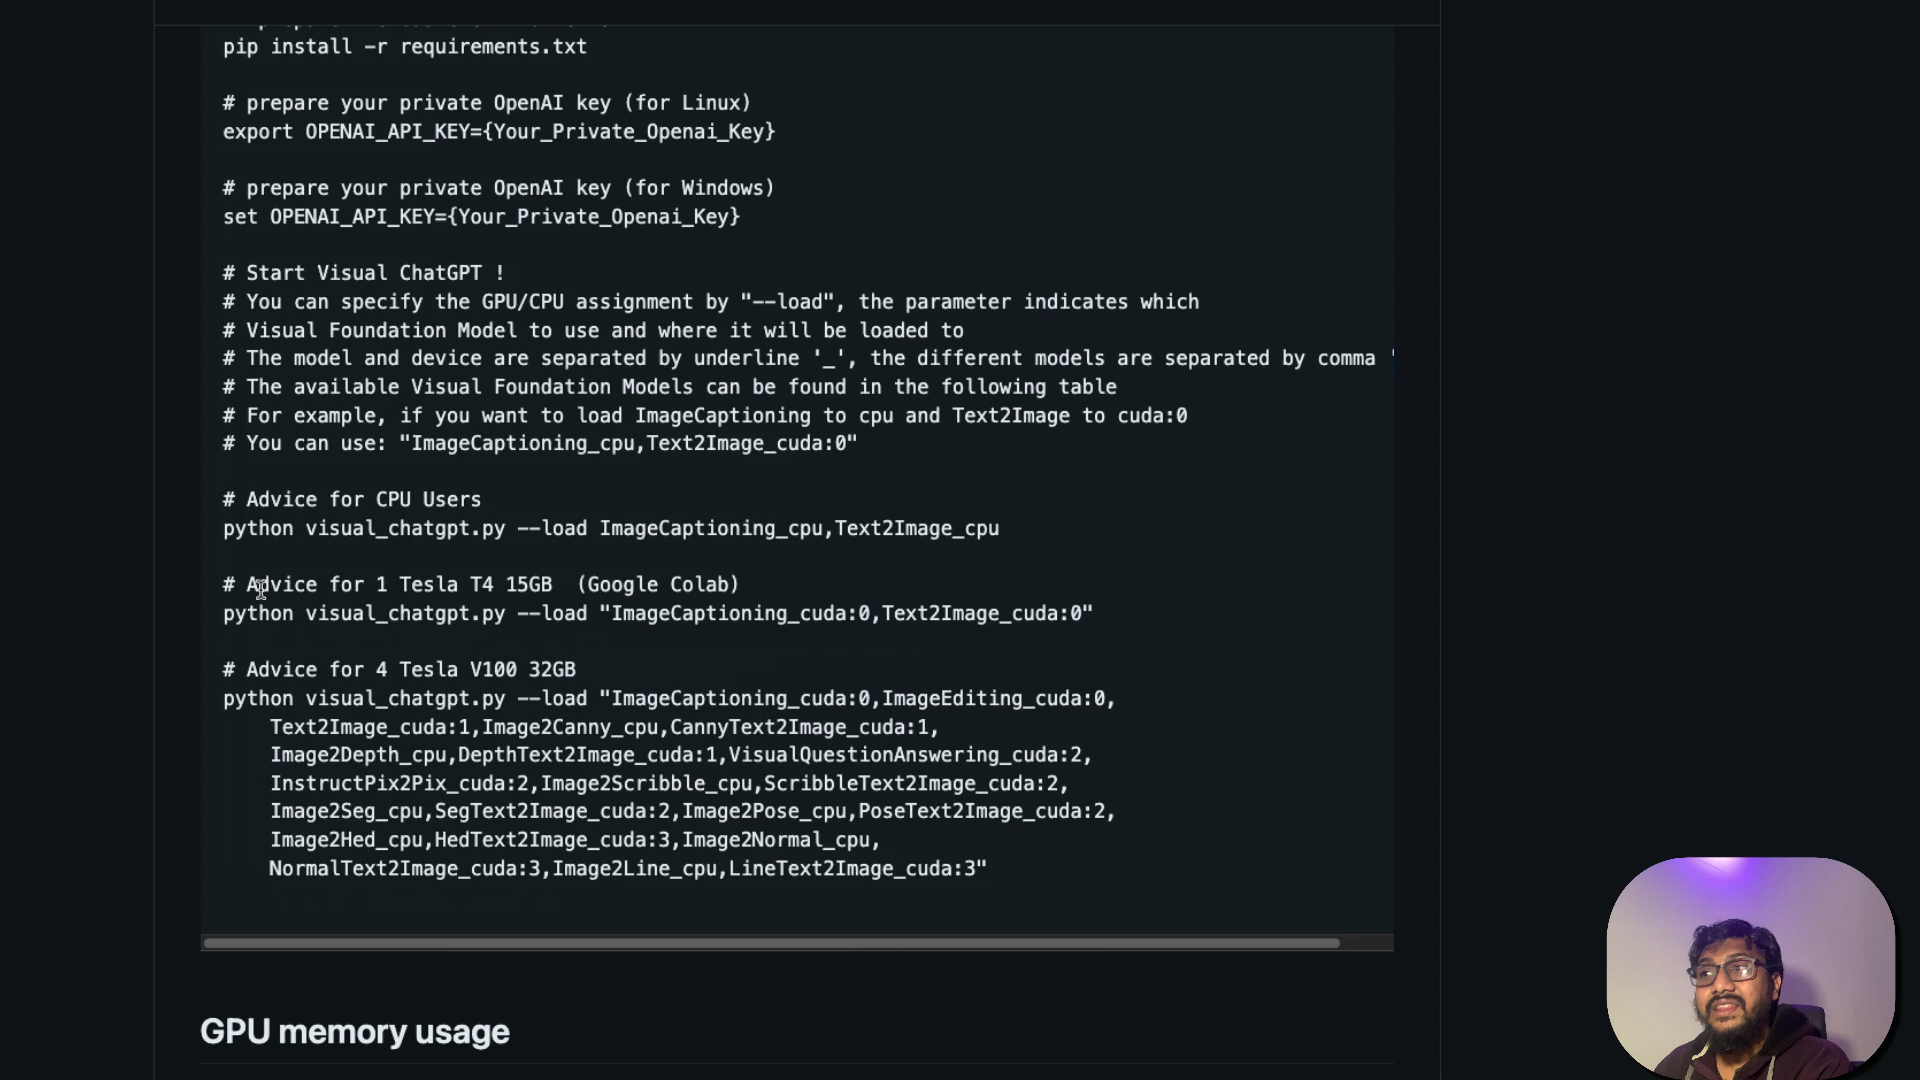 pip install -r requirements.txt
# prepare your private OpenAI key (for Linux)
export OPENAI_API_KEY={Your_Private_Openai_Key}
# prepare your private OpenAI key (for Windows)
set OPENAI_API_KEY={Your_Private_Openai_Key}
# Start Visual ChatGPT !
# You can specify the GPU/CPU assignment by "--load", the parameter indicates which
# Visual Foundation Model to use and where it will be loaded to
# The model and device are separated by underline '_', the different models are separated by comma '
# The available Visual Foundation Models can be found in the following table
# For example, if you want to load ImageCaptioning to cpu and Text2Image to cuda:0
# You can use: "ImageCaptioning_cpu,Text2Image_cuda:0"
# Advice for CPU Users
python visual_chatgpt.py --load ImageCaptioning_cpu,Text2Image_cpu
# Advice for 1 Tesla T4 15GB  (Google Colab)
python visual_chatgpt.py --load "ImageCaptioning_cuda:0,Text2Image_cuda:0"
# Advice for 4 Tesla V100 32GB
python visual_chatgpt.py --load "ImageCaptioning_cuda:0,ImageEditing_cuda:0,
Text2Image_cuda:1,Image2Canny_cpu,CannyText2Image_cuda:1,
Image2Depth_cpu,DepthText2Image_cuda:1,VisualQuestionAnswering_cuda:2,
InstructPix2Pix_cuda:2,Image2Scribble_cpu,ScribbleText2Image_cuda:2,
Image2Seg_cpu,SegText2Image_cuda:2,Image2Pose_cpu,PoseText2Image_cuda:2,
Image2Hed_cpu,HedText2Image_cuda:3,Image2Normal_cpu,
NormalText2Image_cuda:3,Image2Line_cpu,LineText2Image_cuda:3"
GPU memory usage